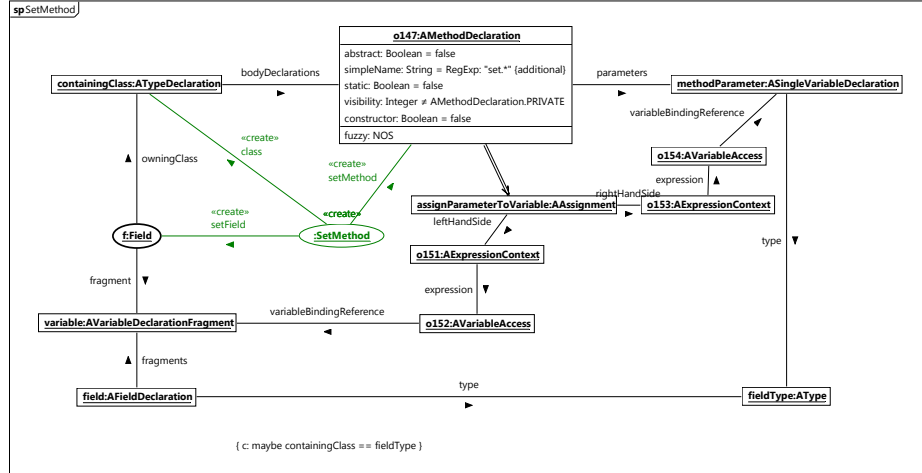 sp SetMethod
o147:AMethodDeclaration
abstract: Boolean = false
simpleName: String = RegExp: "set.*" {additional}
static: Boolean = false
visibility: Integer ≠ AMethodDeclaration.PRIVATE
constructor: Boolean = false
fuzzy: NOS
containingClass:ATypeDeclaration
bodyDeclarations
parameters
methodParameter:ASingleVariableDeclaration
variableBindingReference
«create»
class
«create»
setMethod
owningClass
o154:AVariableAccess
expression
rightHandSide
assignParameterToVariable:AAssignment
o153:AExpressionContext
«create»
setField
«create»
:SetMethod
leftHandSide
f:Field
o151:AExpressionContext
type
fragment
expression
variable:AVariableDeclarationFragment
variableBindingReference
o152:AVariableAccess
fragments
field:AFieldDeclaration
type
fieldType:AType
{ c: maybe containingClass == fieldType }